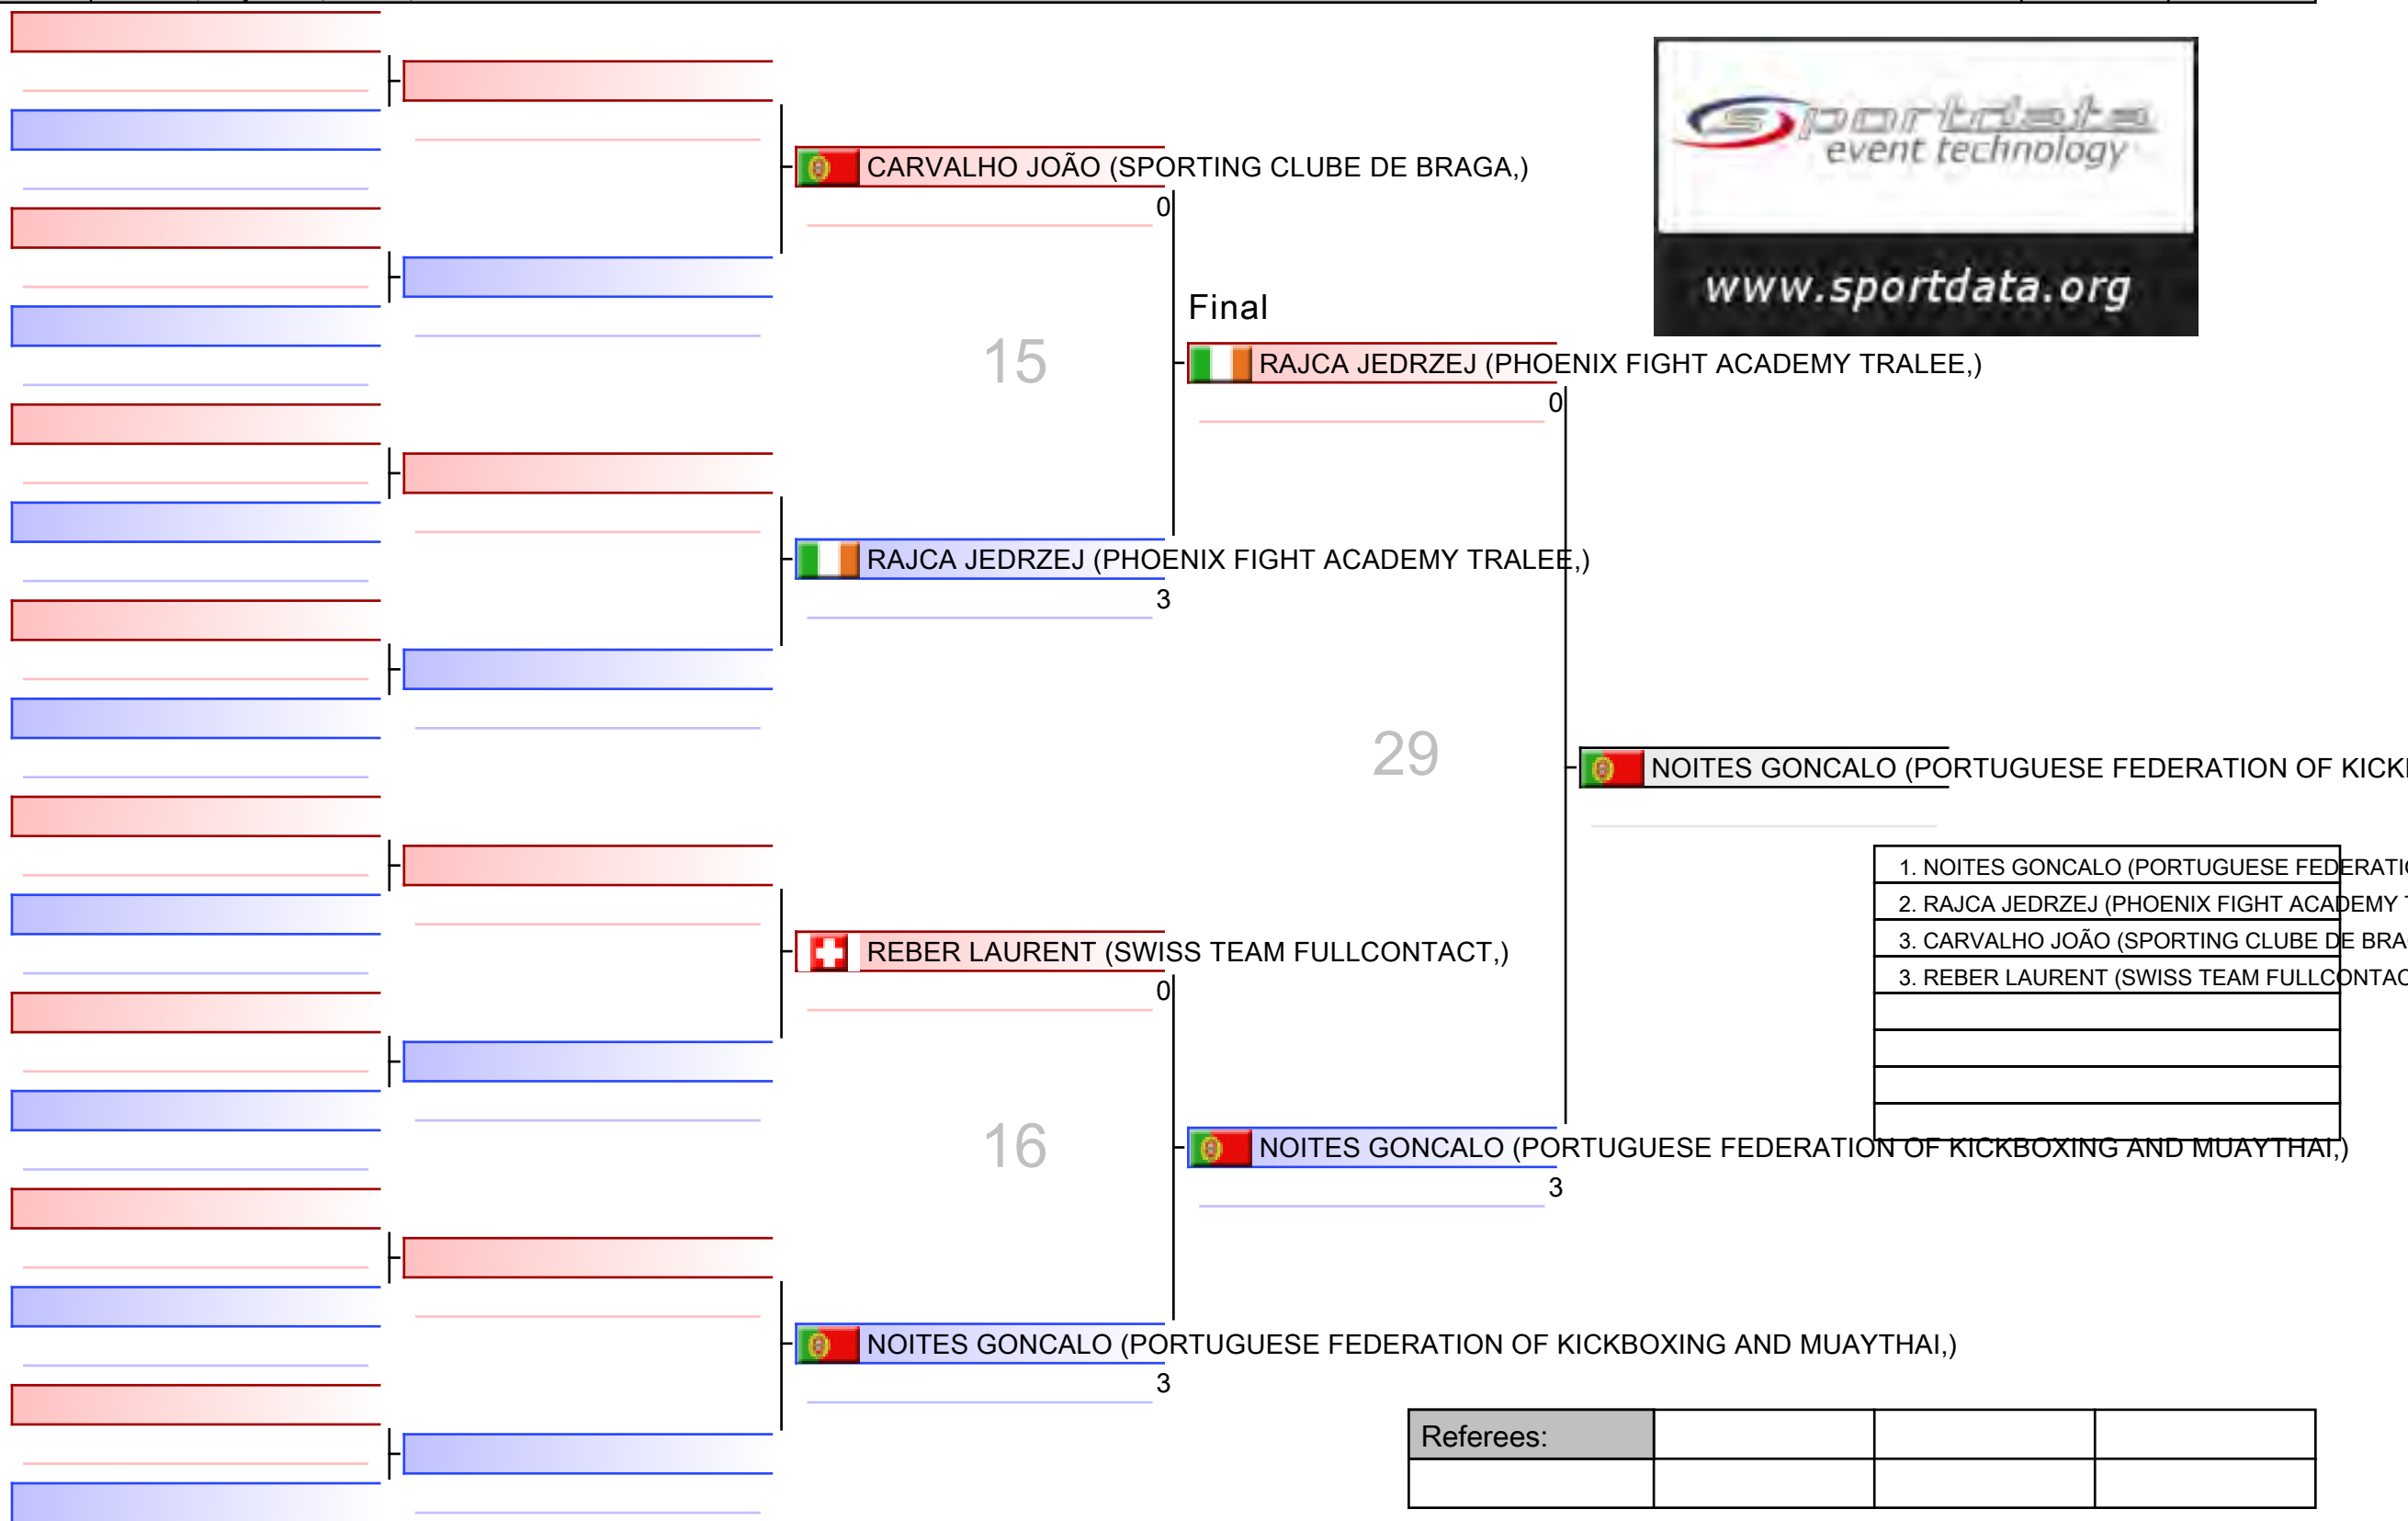 sportdata
event technology
www.sportdata.org
CARVALHO JOÃO (SPORTING CLUBE DE BRAGA,)
0
Final
15
RAJCA JEDRZEJ (PHOENIX FIGHT ACADEMY TRALEE,)
0
RAJCA JEDRZEJ (PHOENIX FIGHT ACADEMY TRALEE,)
3
29
NOITES GONCALO (PORTUGUESE FEDERATION OF KICK
1. NOITES GONCALO (PORTUGUESE FEDERATI
2. RAJCA JEDRZEJ (PHOENIX FIGHT ACADEMY
3. CARVALHO JOÃO (SPORTING CLUBE DE BRA
3. REBER LAURENT (SWISS TEAM FULLCONTAC
REBER LAURENT (SWISS TEAM FULLCONTACT,)
0
16
NOITES GONCALO (PORTUGUESE FEDERATION OF KICKBOXING AND MUAYTHAI,)
3
NOITES GONCALO (PORTUGUESE FEDERATION OF KICKBOXING AND MUAYTHAI,)
3
Referees: